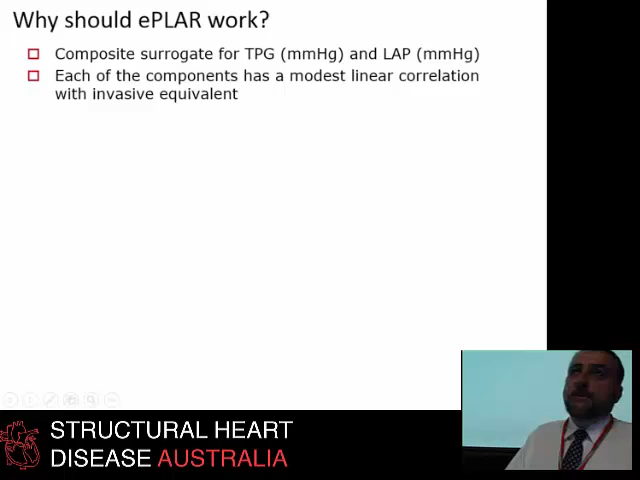 Why should ePLAR work?
Composite surrogate for TPG (mmHg) and LAP (mmHg)
Each of the components has a modest linear correlation
with invasive equivalent
STRUCTURAL HEART
DISEASE AUSTRALIA